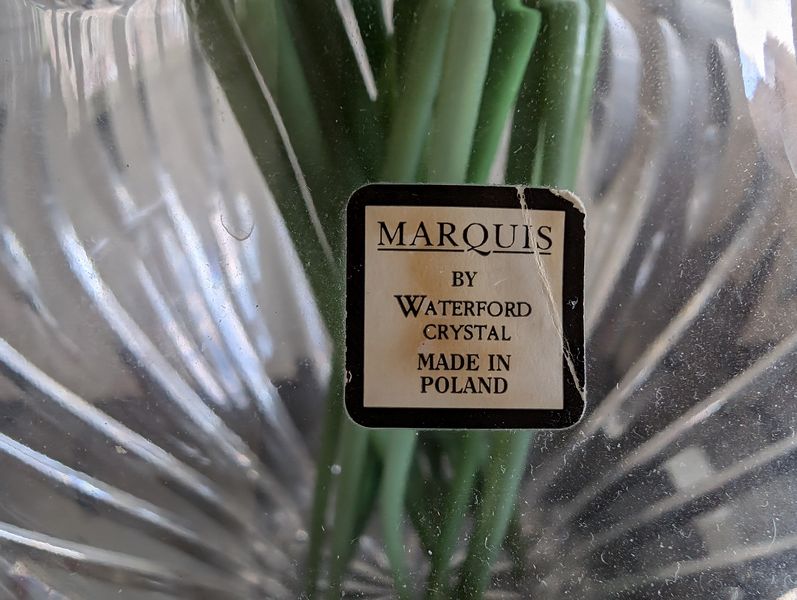 MARQUIS
BY
WATERFORD
CRYSTAL
MADE IN
POLAND